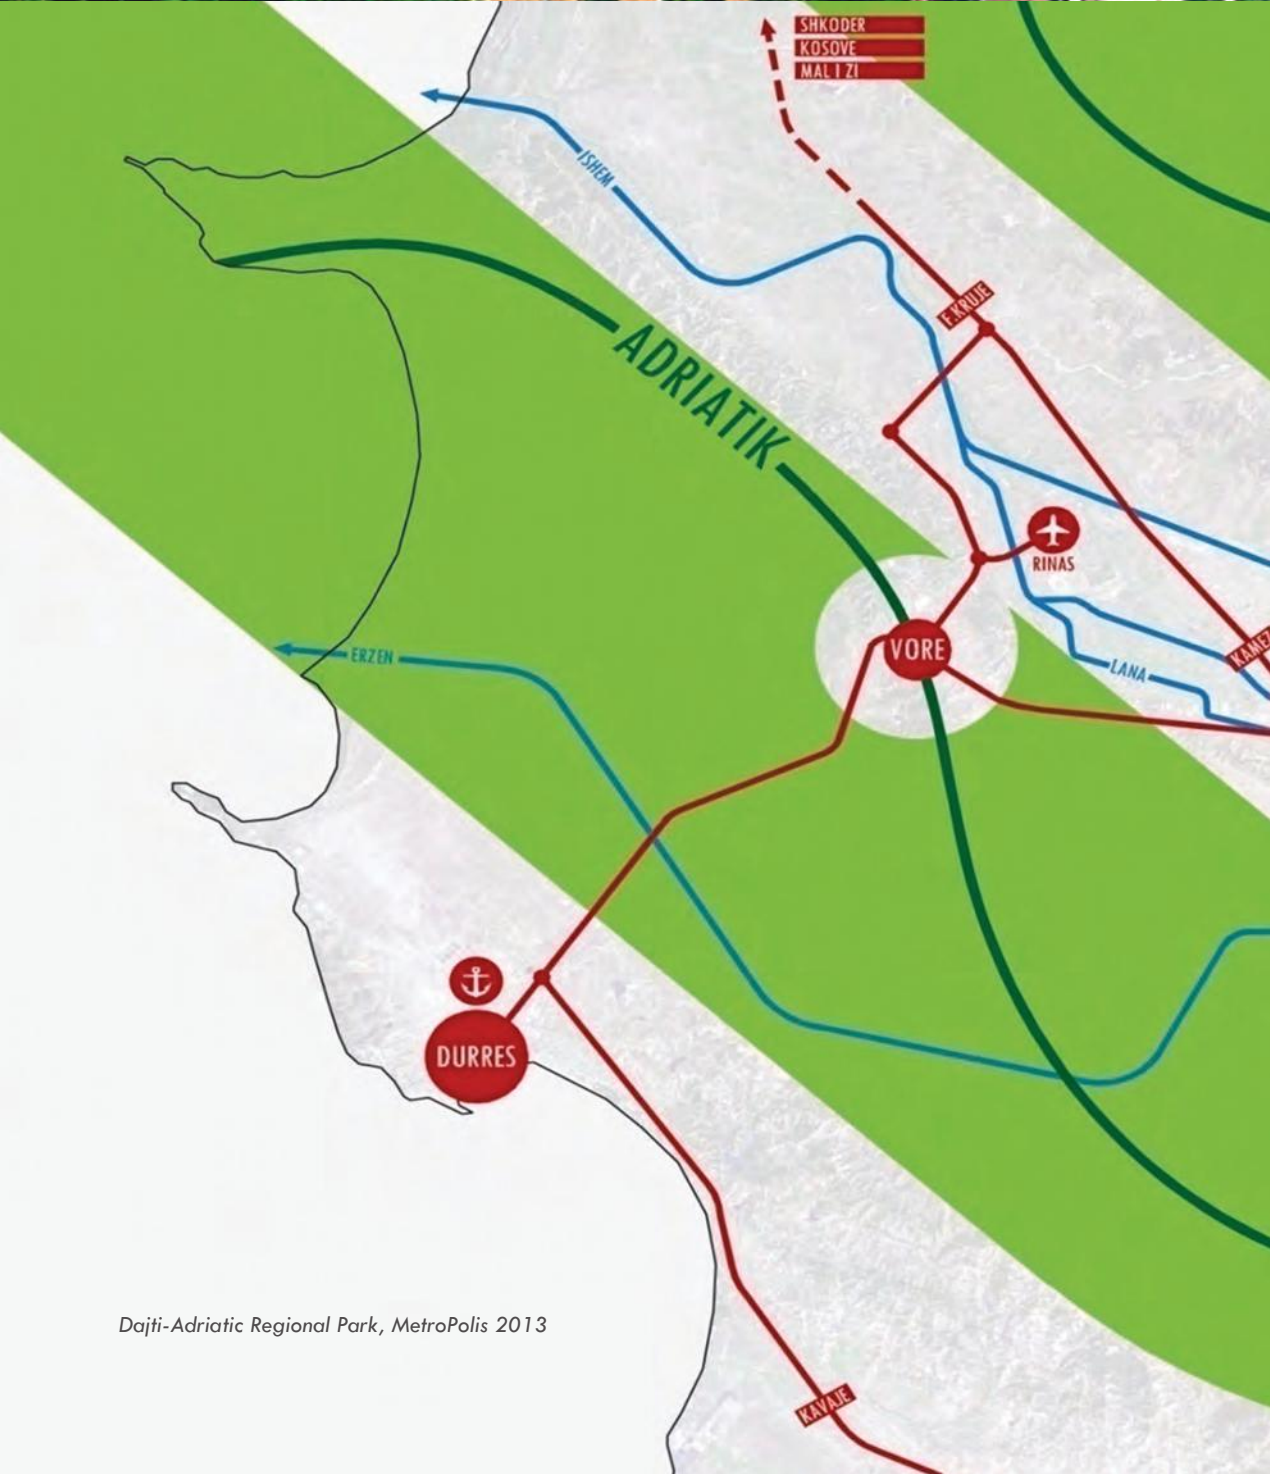 SHKODER
KOSOVE
MAL I ZI
ISHEM
F.KRUJE
ADRIATIK
RINAS
VORE
KAMEZ
ERZEN
LANA
DURRES
Dajti-Adriatic Regional Park, MetroPolis 2013
KAVAJE